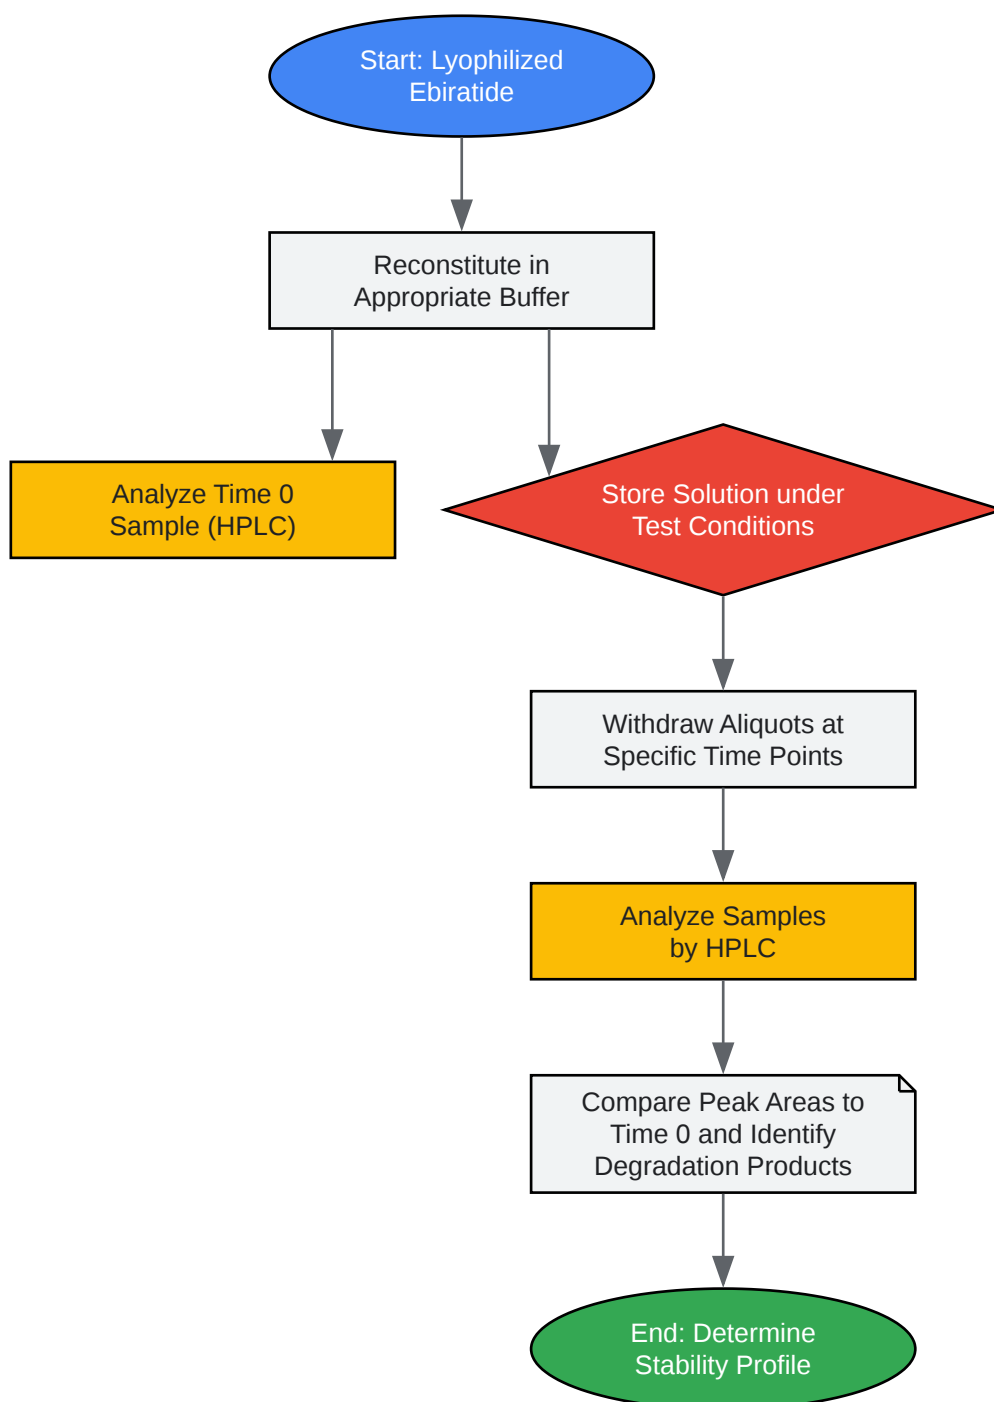 Start: Lyophilized
Ebiratide
Reconstitute in
Appropriate Buffer
Analyze Time 0
Sample (HPLC)
Store Solution under
Test Conditions
Withdraw Aliquots at
Specific Time Points
Analyze Samples
by HPLC
Compare Peak Areas to
Time 0 and Identify
Degradation Products
End: Determine
Stability Profile